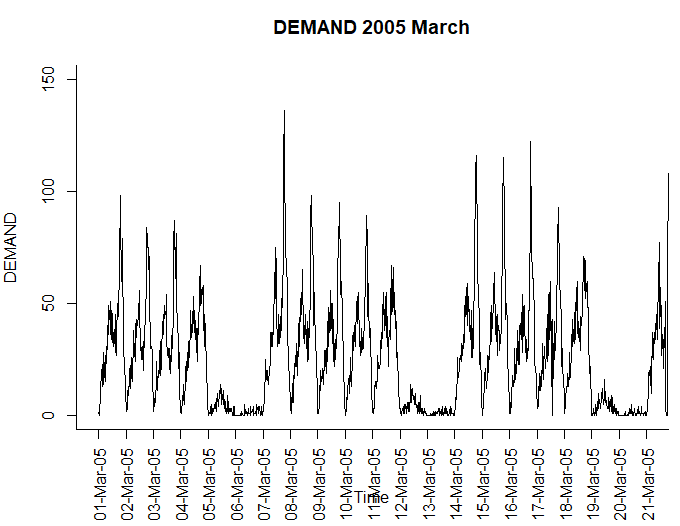 DEMAND 2005 March
DEMAND
150
100
50
0
01-Mar-05
02-Mar-05
03-Mar-05
04-Mar-05
05-Mar-05
06-Mar-05
07-Mar-05
08-Mar-05
09-Mar-05
10-Mar-05
11-Mar-05
12-Mar-05
13-Mar-05
14-Mar-05
15-Mar-05
16-Mar-05
17-Mar-05
18-Mar-05
19-Mar-05
20-Mar-05
21-Mar-05
Time